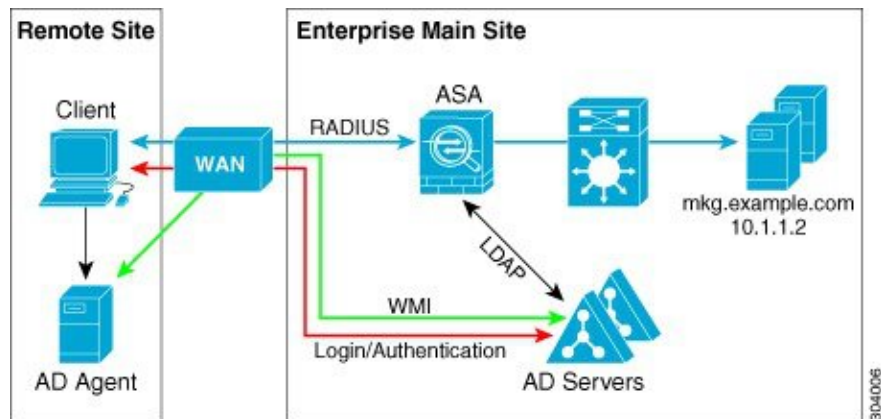 Remote Site
Enterprise Main Site
Client
ASA
RADIUS
WAN
mkg.example.com
10.1.1.2
LDAP
WMI
Login/Authentication
AD Agent
AD Servers
304006